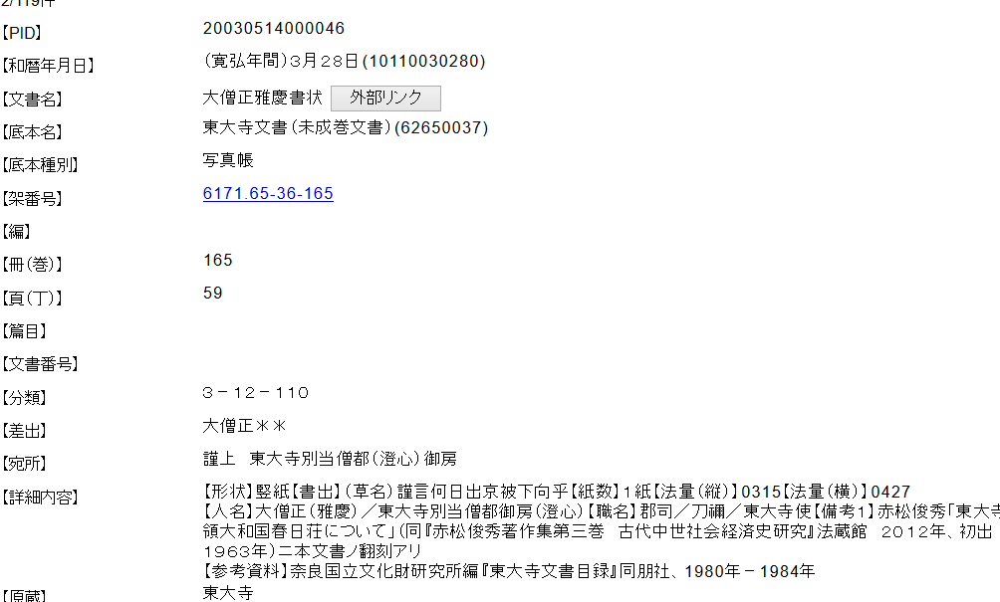 2/119件
【PID】 20030514000046
【和暦年月日】 (寛弘年間)3月28日(10110030280)
【文書名】 大僧正雅慶書状 外部リンク
【底本名】 東大寺文書(未成巻文書)(62650037)
【底本種別】 写真帳
【架番号】 6171.65-36-165
【編】
【冊(巻)】 165
【頁(丁)】 59
【篇目】
【文書番号】
【分類】 3-12-110
【差出】 大僧正**
【宛所】 謹上 東大寺別当僧都(澄心)御房
【詳細内容】 【形状】竪紙【書出】(草名)謹言何日出京被下向乎【紙数】1紙【法量(縦)】0315【法量(横)】0427
【人名】大僧正(雅慶)/東大寺別当僧都御房(澄心)【職名】郡司/刀禰/東大寺使【備考1】赤松俊秀「東大寺
領大和国春日荘について」(同『赤松俊秀著作集第三巻 古代中世社会経済史研究』法蔵館 2012年、初出
1963年)ニ本文書ノ翻刻アリ
【参考資料】奈良国立文化財研究所編『東大寺文書目録』同朋社、1980年-1984年
【原蔵】 東大寺